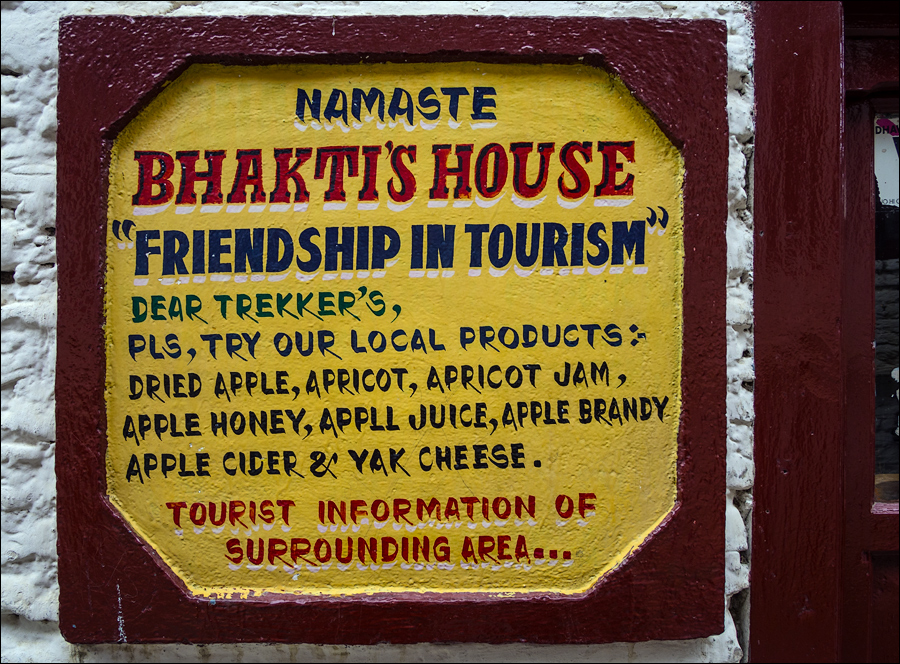 NAMASTE
BHAKTI'S HOUSE
"FRIENDSHIP IN TOURISM"
DEAR TREKKER'S,
PLS, TRY OUR LOCAL PRODUCTS:-
DRIED APPLE, APRICOT, APRICOT JAM,
APPLE HONEY, APPLL JUICE, APPLE BRANDY
APPLE CIDER & YAK CHEESE.
TOURIST INFORMATION OF
SURROUNDING AREA...